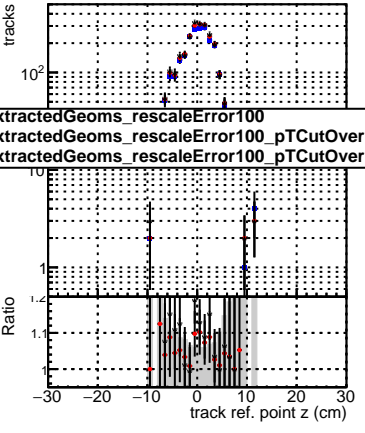 tracks
10²
xtractedGeoms_rescaleError100
xtractedGeoms_rescaleError100_pTCutOver
xtractedGeoms_rescaleError100_pTCutOver
10
1
Ratio
1.2
1.1
1
−30 −20 −10 0 10 20 30
track ref. point z (cm)